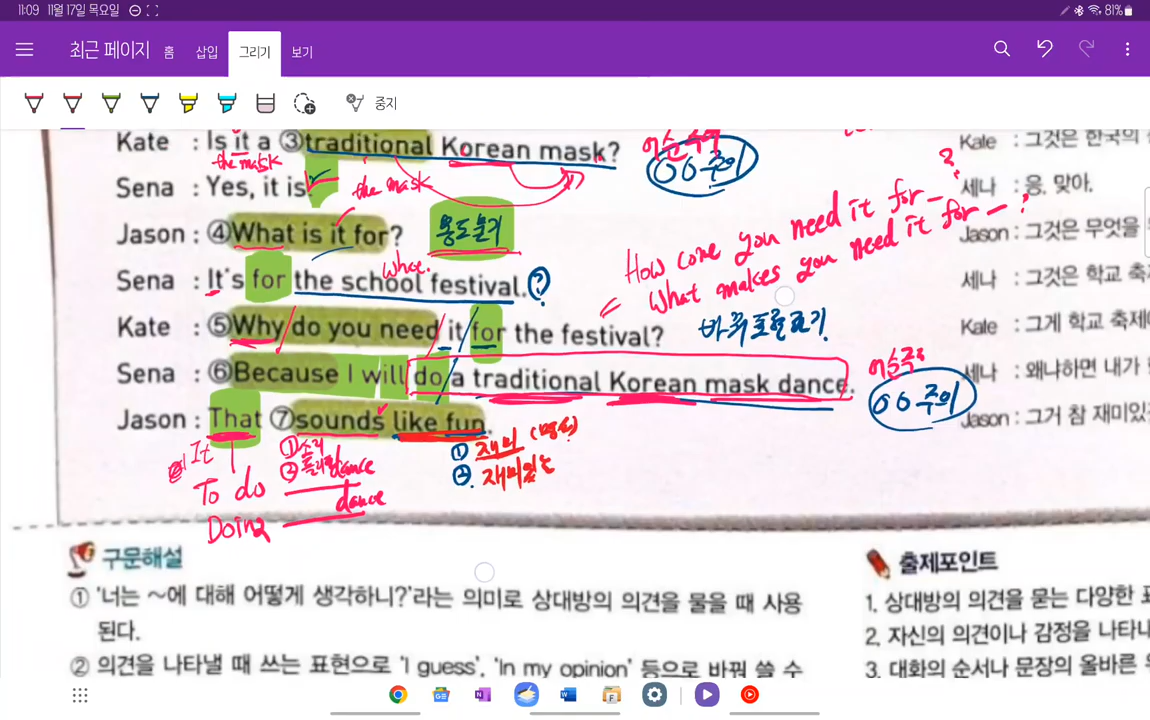 11:09 11월 17일 목요일 81%
최근 페이지 홈 삽입 그리기 보기
중지
Kate : Is it a ③traditional Korean mask?
어순주의
the mask
Kate : 그것은 한국의
Sena : Yes, it is.
the mask
세나 : 응, 맞아.
Jason : ④What is it for?
용도묻기
Jason : 그것은 무엇을
what.
How come you need it for — ?
What makes you need it for — ?
Sena : It's for the school festival.
세나 : 그것은 학교 축제
Kate : ⑤Why do you need it for the festival?
Kate : 그게 학교 축제에
Sena : ⑥Because I will do a traditional Korean mask dance.
세나 : 왜냐하면 내가
Jason : That ⑦sounds like fun.
Jason : 그거 참 재미있
It
To do dance
Doing dance
① 소리
② 들리다
① 재미 (명사)
② 재미있는
구문해설
① '너는 ~에 대해 어떻게 생각하니?'라는 의미로 상대방의 의견을 물을 때 사용
된다.
② 의견을 나타낼 때 쓰는 표현으로 'I guess', 'In my opinion' 등으로 바꿔 쓸 수
출제포인트
1. 상대방의 의견을 묻는 다양한 표
2. 자신의 의견이나 감정을 나타내
3. 대화의 순서나 문장의 올바른